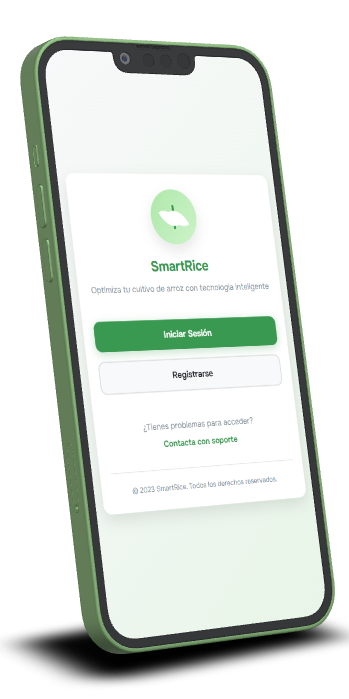 SmartRice
Optimiza tu cultivo de arroz con tecnología inteligente
Iniciar Sesión
Registrarse
¿Tienes problemas para acceder?
Contacta con soporte
© 2023 SmartRice. Todos los derechos reservados.